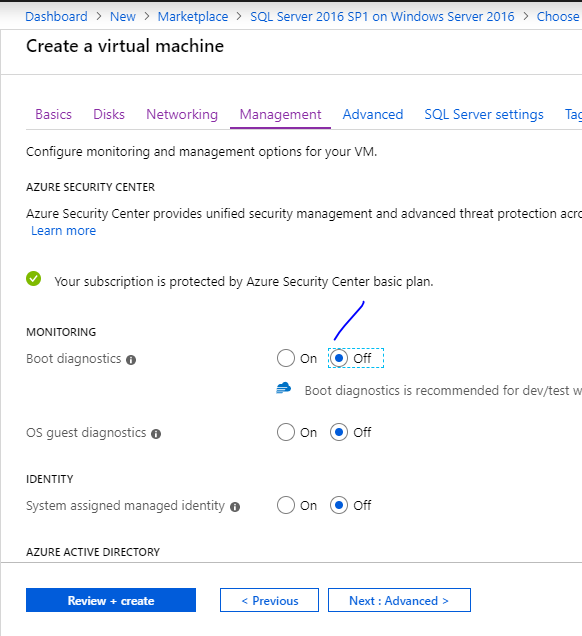 Dashboard > New > Marketplace > SQL Server 2016 SP1 on Windows Server 2016 > Choose
Create a virtual machine
Basics Disks Networking Management Advanced SQL Server settings Tag
Configure monitoring and management options for your VM.
AZURE SECURITY CENTER
Azure Security Center provides unified security management and advanced threat protection acro
Learn more
Your subscription is protected by Azure Security Center basic plan.
MONITORING
Boot diagnostics On Off
Boot diagnostics is recommended for dev/test w
OS guest diagnostics On Off
IDENTITY
System assigned managed identity On Off
AZURE ACTIVE DIRECTORY
Review + create < Previous Next : Advanced >